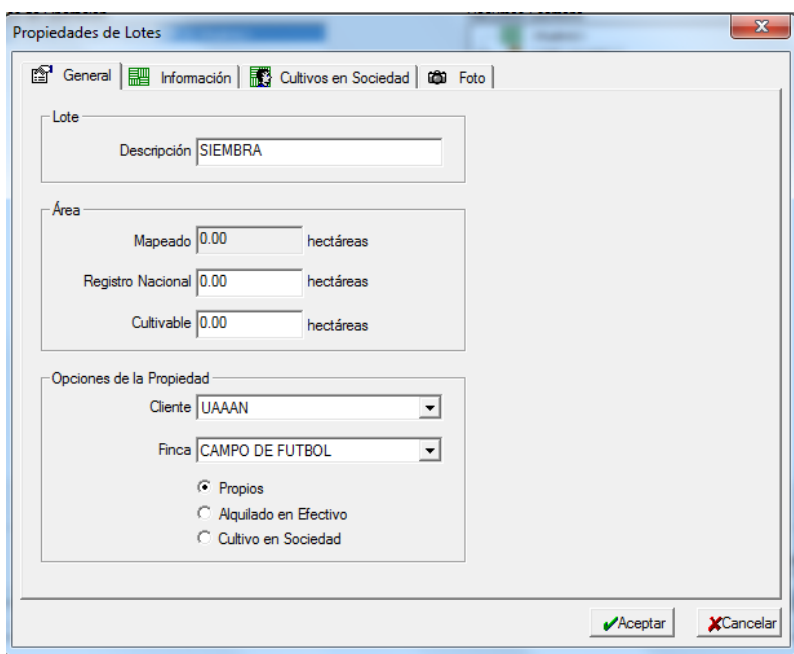 Propiedades de Lotes
General Información Cultivos en Sociedad Foto
Lote
Descripción SIEMBRA
Área
Mapeado 0.00 hectáreas
Registro Nacional 0.00 hectáreas
Cultivable 0.00 hectáreas
Opciones de la Propiedad
Cliente UAAAN
Finca CAMPO DE FUTBOL
Propios
Alquilado en Efectivo
Cultivo en Sociedad
Aceptar Cancelar